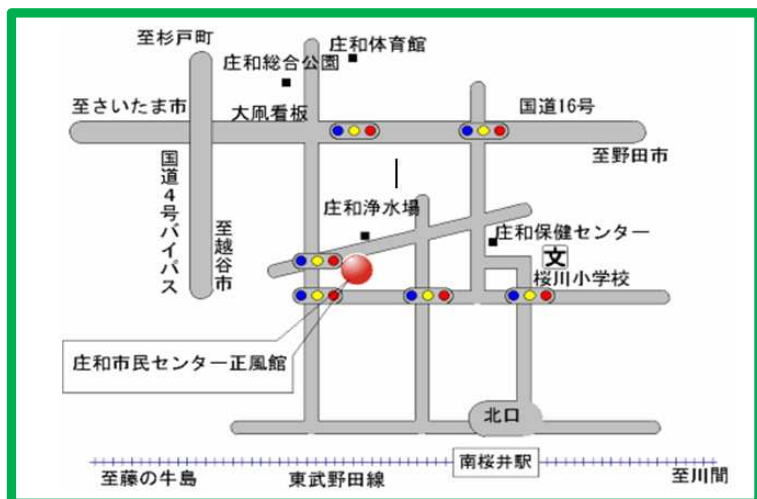 至杉戸町
庄和体育館
庄和総合公園
至さいたま市
大凧看板
国道16号
至野田市
国道4号バイパス
至越谷市
庄和浄水場
庄和保健センター
文
桜川小学校
庄和市民センター正風館
北口
南桜井駅
至藤の牛島
東武野田線
至川間